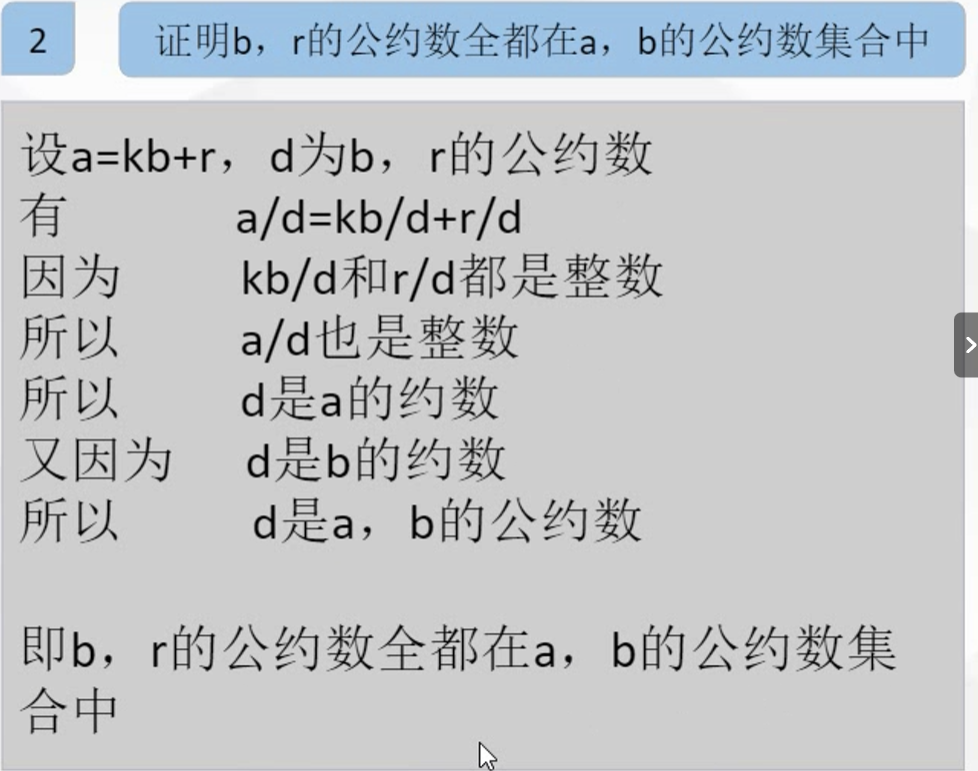 2
证明b，r的公约数全都在a，b的公约数集合中
设a=kb+r，d为b，r的公约数
有 a/d=kb/d+r/d
因为 kb/d和r/d都是整数
所以 a/d也是整数
所以 d是a的约数
又因为 d是b的约数
所以 d是a，b的公约数
即b，r的公约数全都在a，b的公约数集
合中